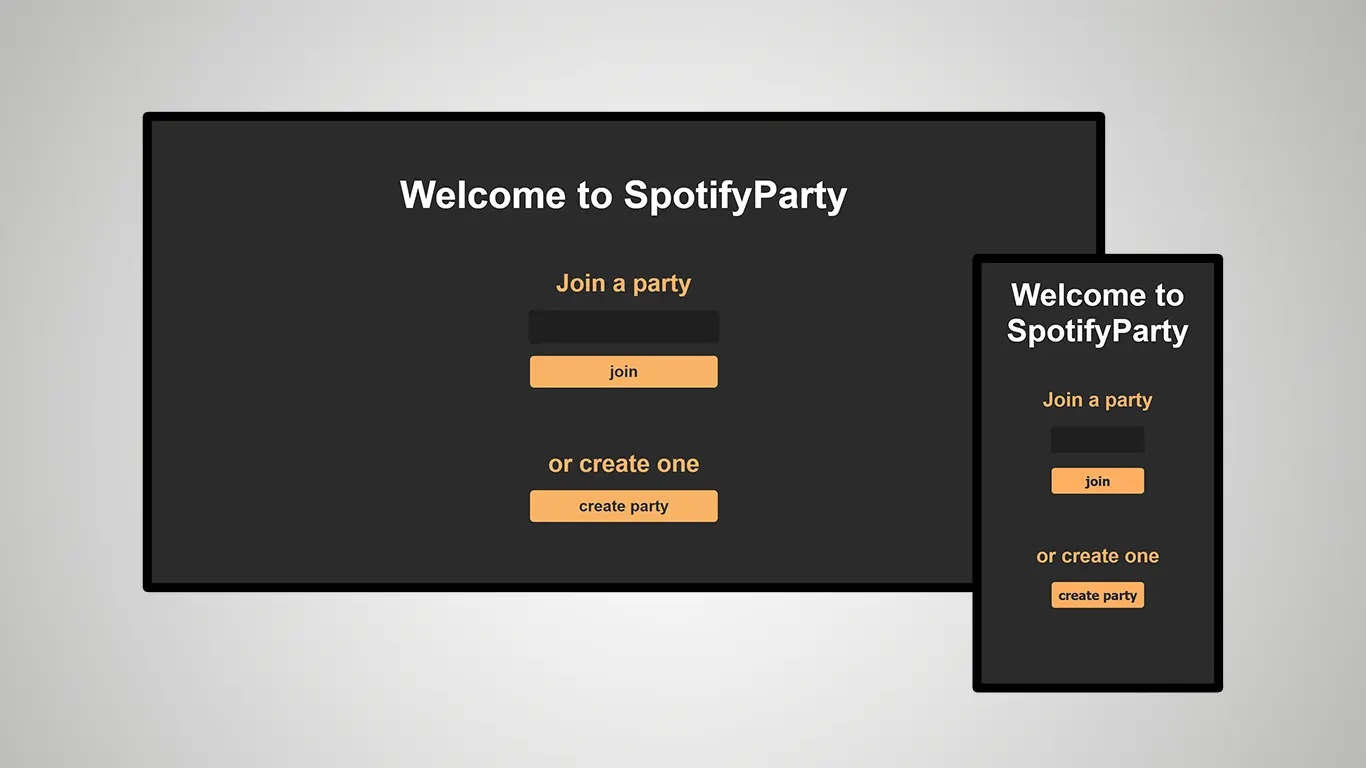 Welcome to SpotifyParty
Join a party
join
or create one
create party
Welcome to
SpotifyParty
Join a party
join
or create one
create party